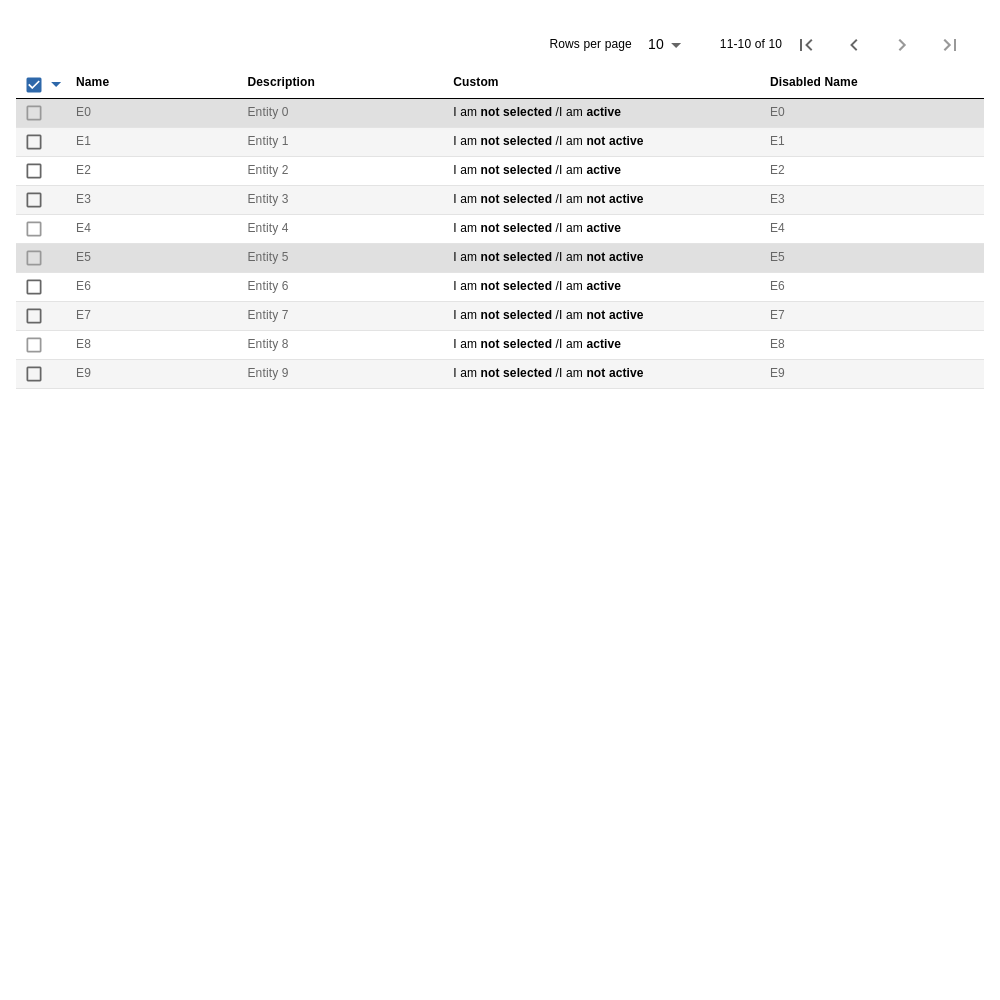 Rows per page 10 11-10 of 10
Name Description Custom Disabled Name
E0 Entity 0 I am not selected /I am active E0
E1 Entity 1 I am not selected /I am not active E1
E2 Entity 2 I am not selected /I am active E2
E3 Entity 3 I am not selected /I am not active E3
E4 Entity 4 I am not selected /I am active E4
E5 Entity 5 I am not selected /I am not active E5
E6 Entity 6 I am not selected /I am active E6
E7 Entity 7 I am not selected /I am not active E7
E8 Entity 8 I am not selected /I am active E8
E9 Entity 9 I am not selected /I am not active E9